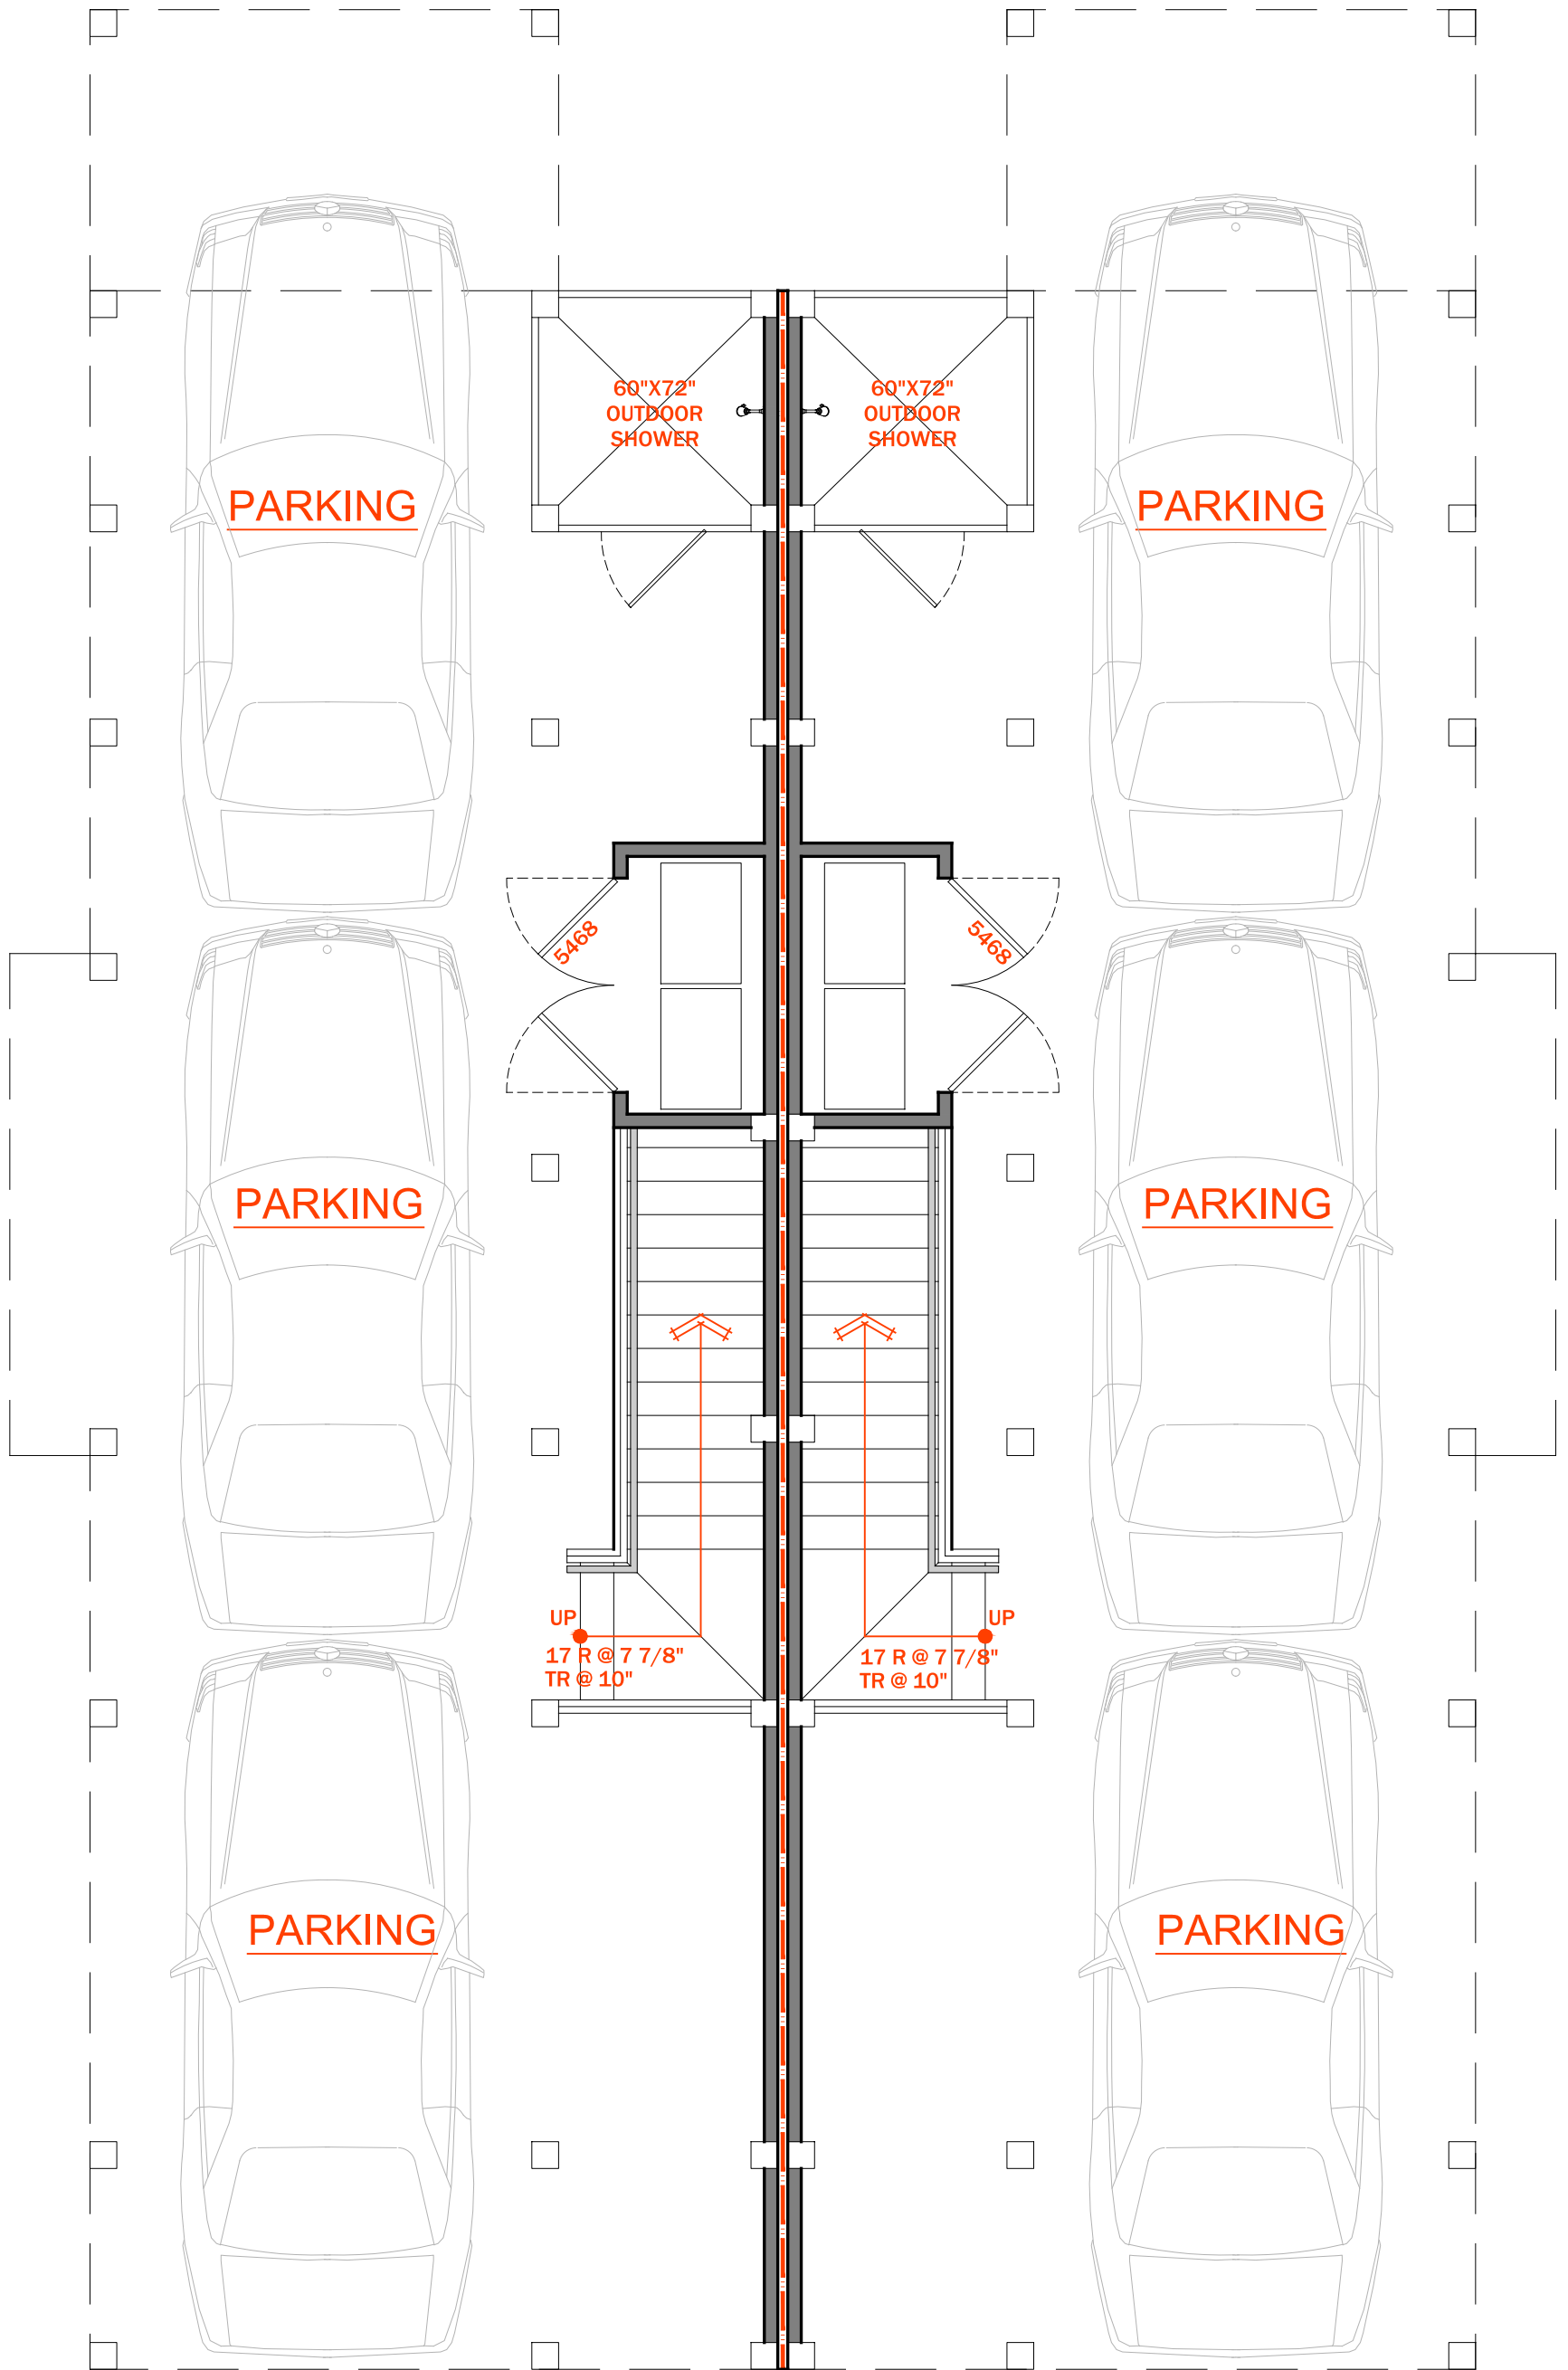 60"X72"
OUTDOOR
SHOWER
60"X72"
OUTDOOR
SHOWER
PARKING
PARKING
5468
5468
PARKING
PARKING
UP
17 R @ 7 7/8"
TR @ 10"
UP
17 R @ 7 7/8"
TR @ 10"
PARKING
PARKING